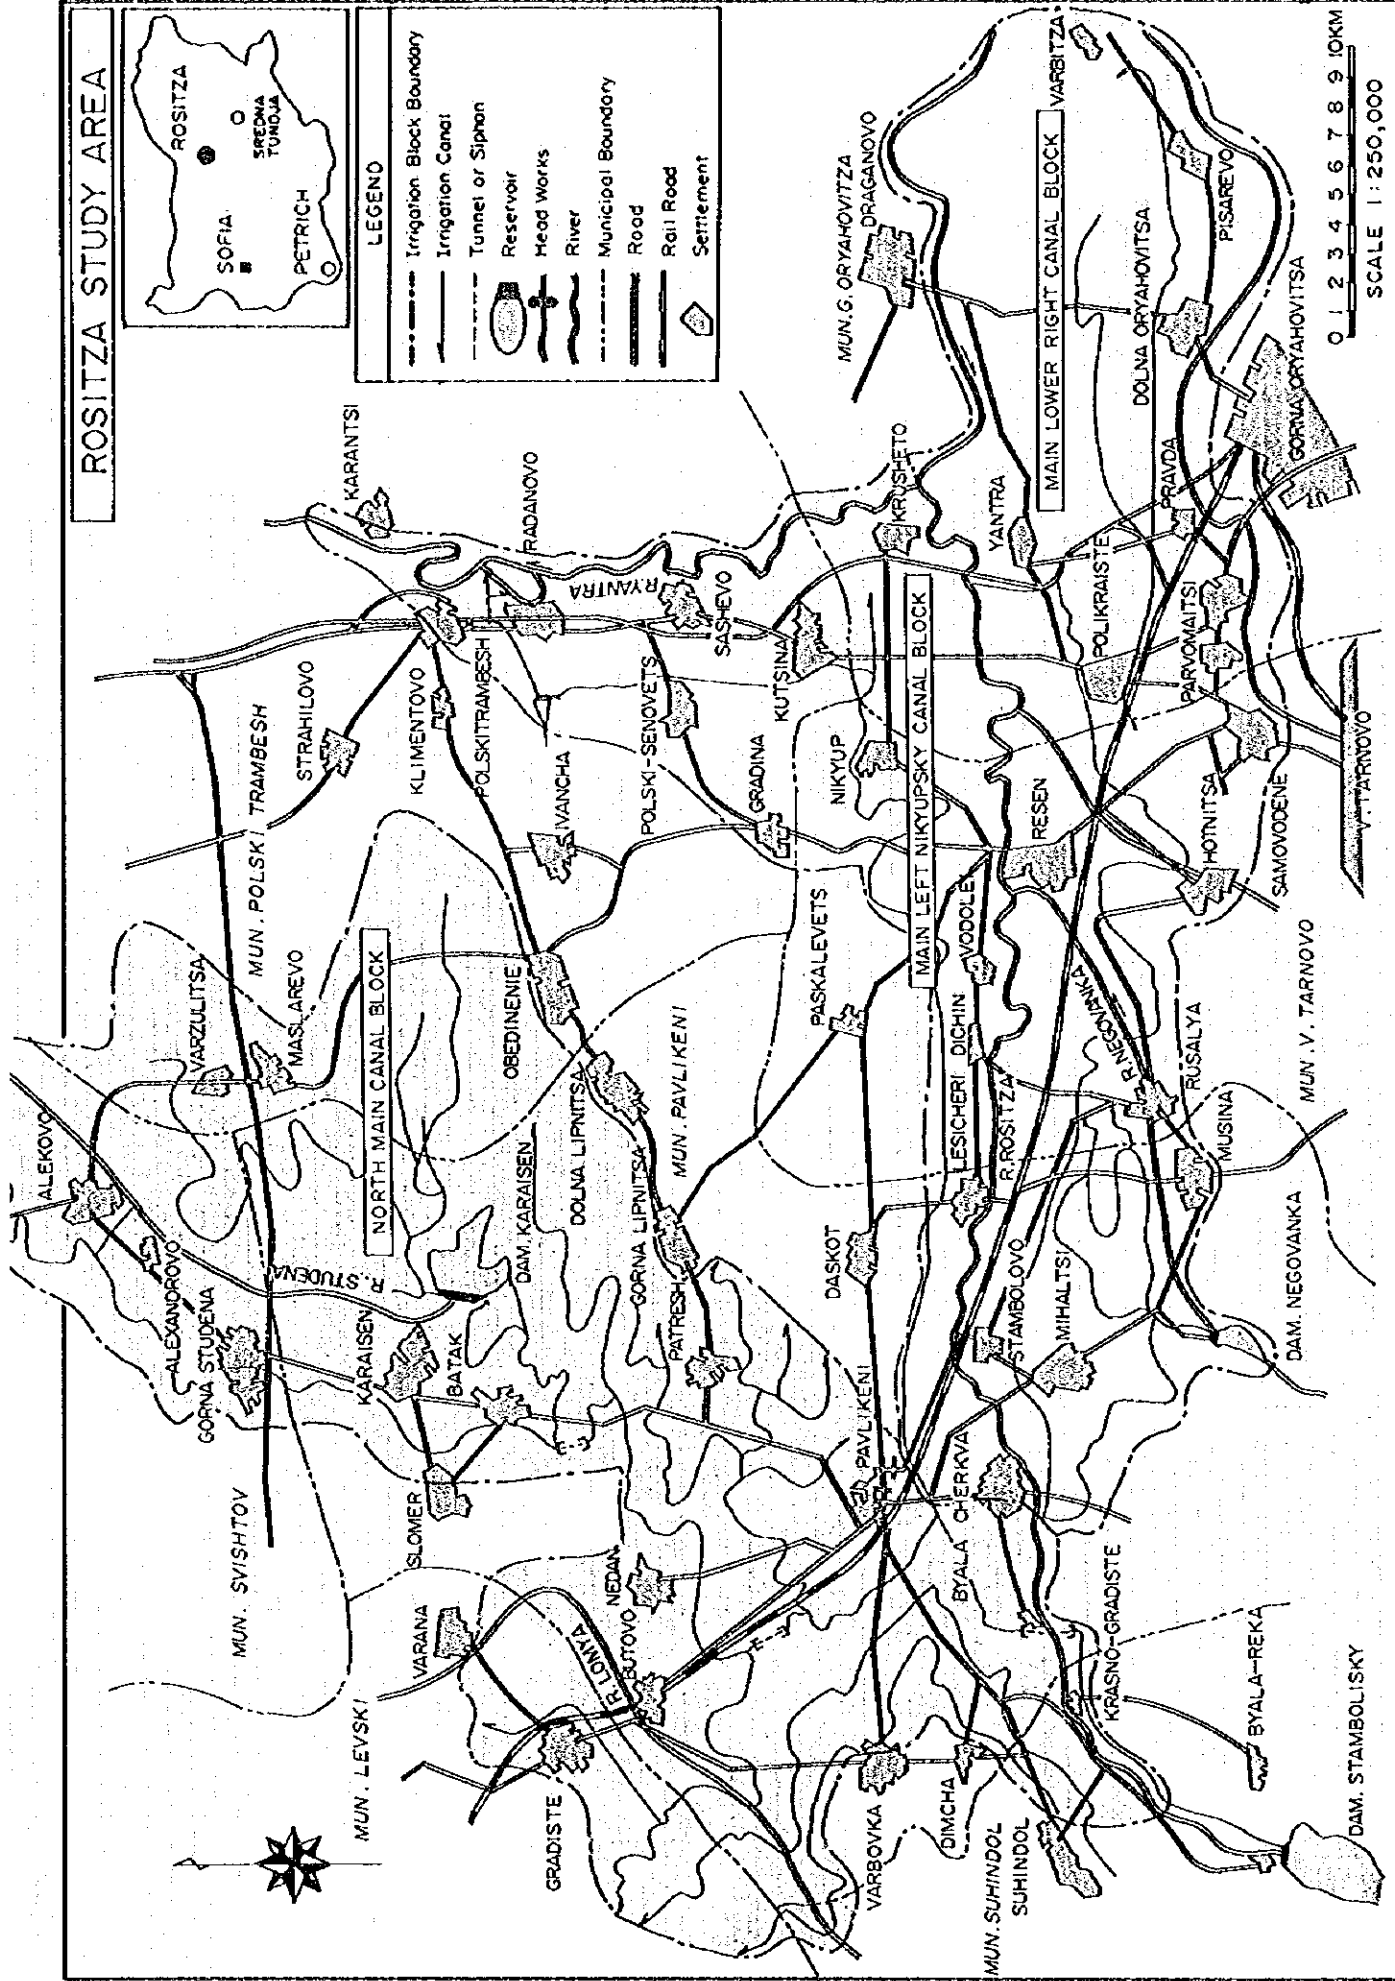 ROSITZA STUDY AREA
ROSITZA
SOFIA
SREDNA
TUNDJA
PETRICH
LEGEND
Irrigation Block Boundary
Irrigation Canal
Tunnel or Siphon
Reservoir
Head Works
River
Municipal Boundary
Road
Rail Road
Settlement
ALEKOVO
VARZULITSA
ALEXANDROVO
GORNA STUDENA
MASLAREVO
MUN. POLSKI TRAMBESH
MUN. SVISHTOV
R. STUDENA
STRAHILOVO
KARANTSI
NORTH MAIN CANAL BLOCK
MUN. LEVSKI
KARAISEN
SLOMER
BATAK
VARANA
KLIMENTOVO
POLSKITRAMBESH
RADANOVO
DAM. KARAISEN
OBEDINENIE
IVANCHA
GRADISTE
R. LOMYA
DOLNA LIPNITSA
R.YANTRA
BUTOVO
NEDAN
GORNA LIPNITSA
POLSKI-SENOVETS
PATRESH
MUN. PAVLIKENI
SASHEVO
GRADINA
KUTSINA
PASKALEVETS
NIKYUP
DASKOT
PAVLIKENI
VARBOVKA
MUN.G.ORYAHOVITZA
DRAGANOVO
KRUSHETO
MAIN LEFT NIKYUPSKY CANAL BLOCK
DIMCHA
BYALA CHERKVA
LESICHERI
DICHIN
VODOLEY
MUN.SUHINDOL
SUHINDOL
STAMBOLOVO
R.ROSITZA
RESEN
YANTRA
MAIN LOWER RIGHT CANAL BLOCK
VARBITZA
MIHALTSI
R.NEGOVANKA
POLIKRAISTE
KRASNO-GRADISTE
DOLNA ORYAHOVITSA
PRAVDA
RUSALYA
PARVOMAITSI
PISAREVO
MUSINA
HOTNITSA
BYALA-REKA
SAMOVODENE
DAM. NEGOVANKA
MUN. V. TARNOVO
GORNA ORYAHOVITSA
V. TARNOVO
DAM. STAMBOLISKY
0 1 2 3 4 5 6 7 8 9 10KM
SCALE 1:250,000